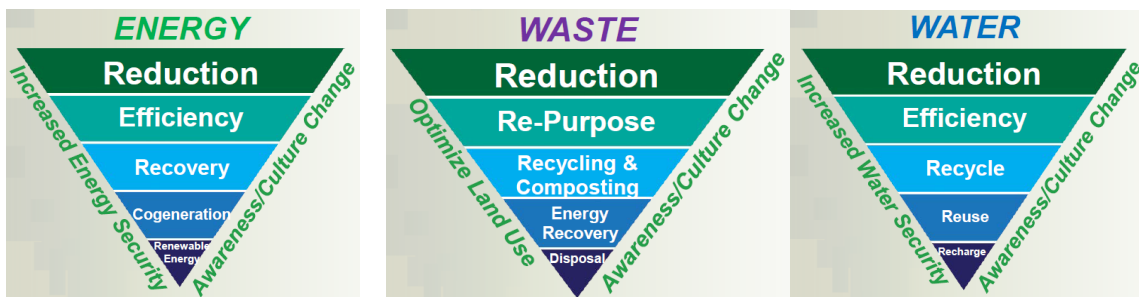 ENERGY
Reduction
Efficiency
Recovery
Cogeneration
Renewable
Energy
Increased Energy Security
Awareness/Culture Change
WASTE
Reduction
Re-Purpose
Recycling &
Composting
Energy
Recovery
Disposal
Optimize Land Use
Awareness/Culture Change
WATER
Reduction
Efficiency
Recycle
Reuse
Recharge
Increased Water Security
Awareness/Culture Change